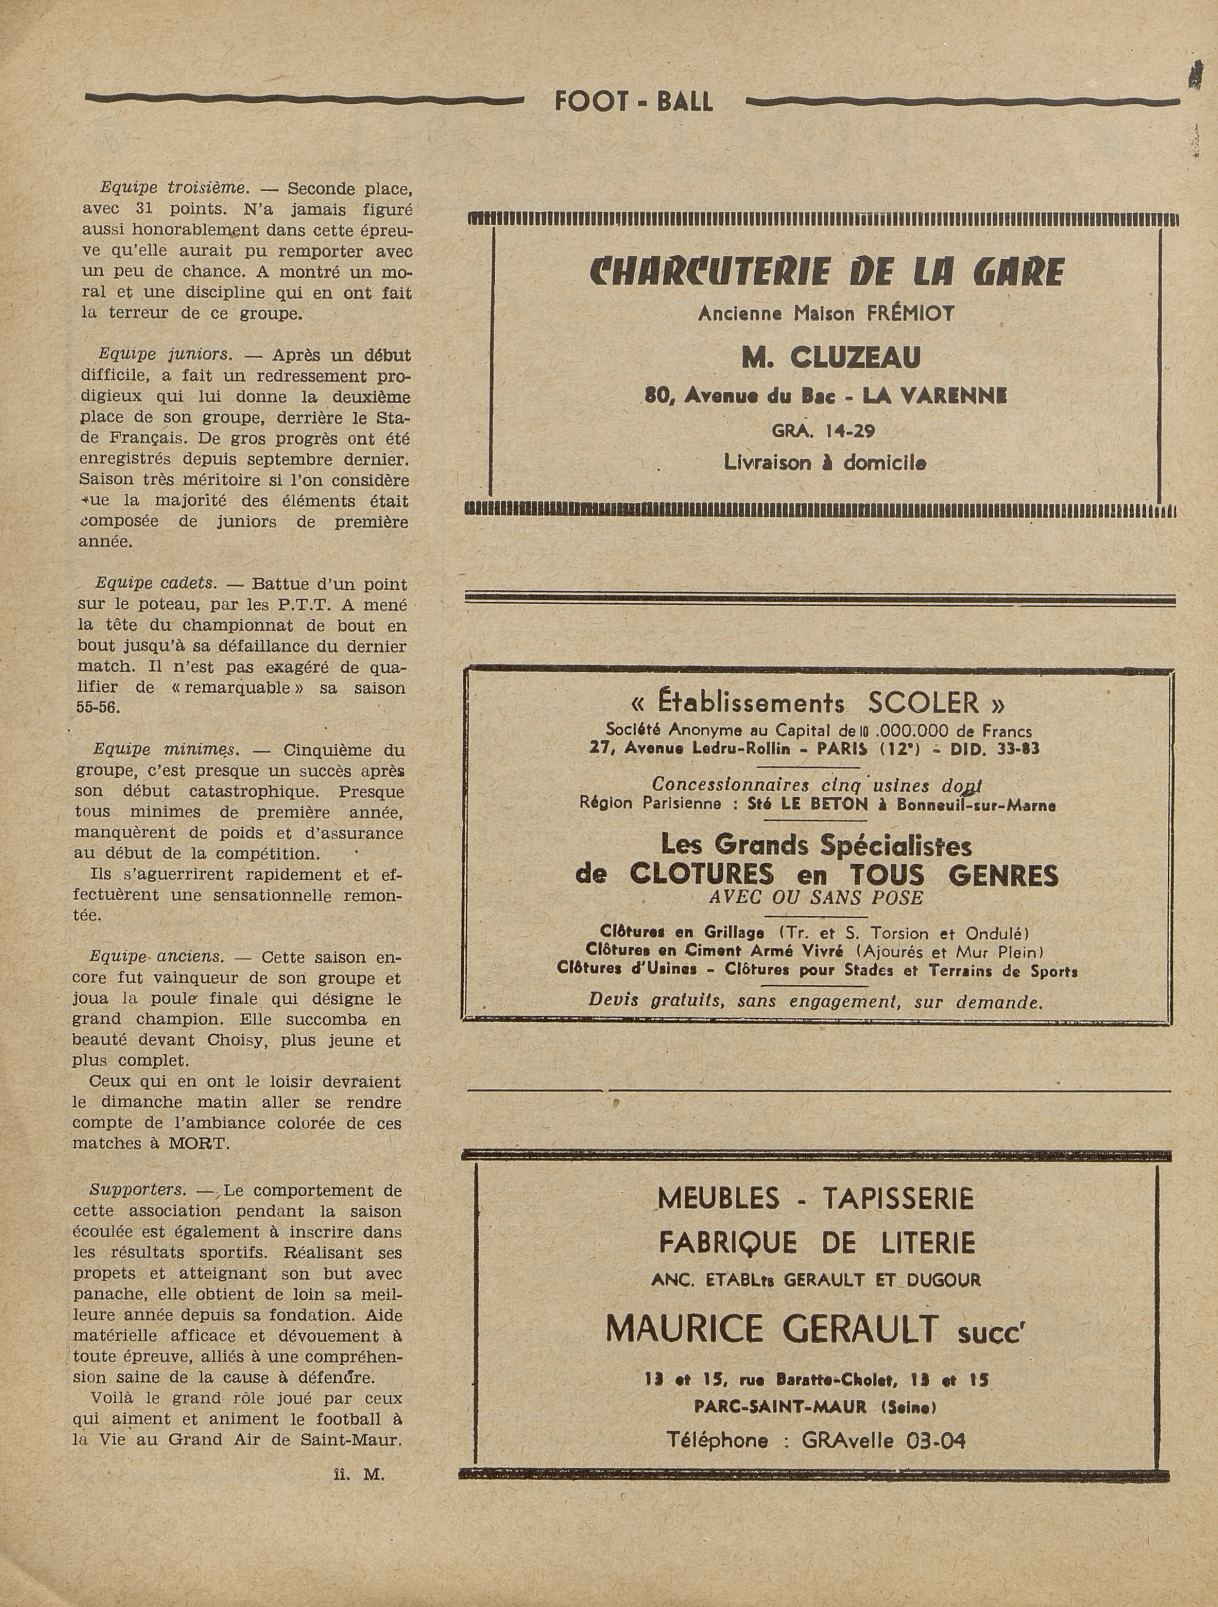 FOOT - BALL
Equipe troisième. — Seconde place,
avec 31 points. N'a jamais figuré
aussi honorablement dans cette épreu-
ve qu'elle aurait pu remporter avec
un peu de chance. A montré un mo-
ral et une discipline qui en ont fait
la terreur de ce groupe.
Equipe juniors. — Après un début
difficile, a fait un redressement pro-
digieux qui lui donne la deuxième
place de son groupe, derrière le Sta-
de Français. De gros progrès ont été
enregistrés depuis septembre dernier.
Saison très méritoire si l'on considère
que la majorité des éléments était
composée de juniors de première
année.
Equipe cadets. — Battue d'un point
sur le poteau, par les P.T.T. A mené
la tête du championnat de bout en
bout jusqu'à sa défaillance du dernier
match. Il n'est pas exagéré de qua-
lifier de « remarquable » sa saison
55-56.
Equipe minimes. — Cinquième du
groupe, c'est presque un succès après
son début catastrophique. Presque
tous minimes de première année,
manquèrent de poids et d'assurance
au début de la compétition.
Ils s'aguerrirent rapidement et ef-
fectuèrent une sensationnelle remon-
tée.
Equipe anciens. — Cette saison en-
core fut vainqueur de son groupe et
joua la poule finale qui désigne le
grand champion. Elle succomba en
beauté devant Choisy, plus jeune et
plus complet.
Ceux qui en ont le loisir devraient
le dimanche matin aller se rendre
compte de l'ambiance colorée de ces
matches à MORT.
Supporters. — Le comportement de
cette association pendant la saison
écoulée est également à inscrire dans
les résultats sportifs. Réalisant ses
propets et atteignant son but avec
panache, elle obtient de loin sa meil-
leure année depuis sa fondation. Aide
matérielle afficace et dévouement à
toute épreuve, alliés à une compréhen-
sion saine de la cause à défendre.
Voilà le grand rôle joué par ceux
qui aiment et animent le football à
la Vie au Grand Air de Saint-Maur.
M.
CHARCUTERIE DE LA GARE
Ancienne Maison FRÉMIOT
M. CLUZEAU
80, Avenue du Bac - LA VARENNE
GRA. 14-29
Livraison à domicile
« Établissements SCOLER »
Société Anonyme au Capital de 10.000.000 de Francs
27, Avenue Ledru-Rollin - PARIS (12e) - DID. 33-83
Concessionnaires cinq usines dont
Région Parisienne : Sté LE BETON à Bonneuil-sur-Marne
Les Grands Spécialistes
de CLOTURES en TOUS GENRES
AVEC OU SANS POSE
Clôtures en Grillage (Tr. et S. Torsion et Ondulé)
Clôtures en Ciment Armé Vivré (Ajourés et Mur Plein)
Clôtures d'Usines - Clôtures pour Stades et Terrains de Sports
Devis gratuits, sans engagement, sur demande.
MEUBLES - TAPISSERIE
FABRIQUE DE LITERIE
ANC. ETABLts GERAULT ET DUGOUR
MAURICE GERAULT succ'
13 et 15, rue Baratte-Cholet, 13 et 15
PARC-SAINT-MAUR (Seine)
Téléphone : GRAvelle 03-04